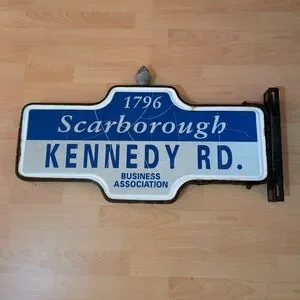 1796
Scarborough
KENNEDY RD.
BUSINESS
ASSOCIATION